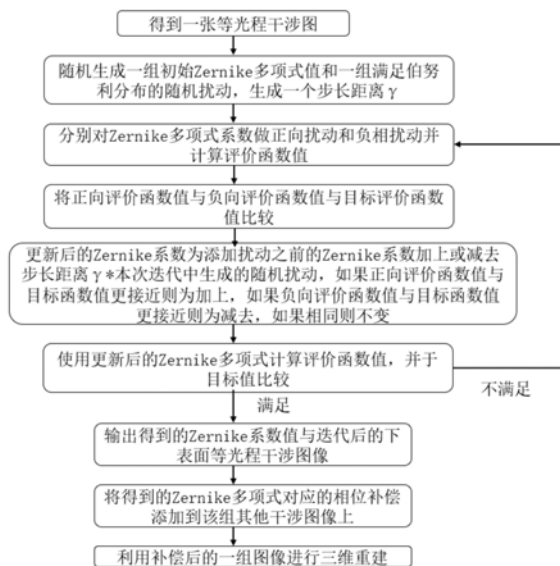 得到一张等光程干涉图
随机生成一组初始Zernike多项式值和一组满足伯努
利分布的随机扰动，生成一个步长距离γ
分别对Zernike多项式系数做正向扰动和负相扰动并
计算评价函数值
将正向评价函数值与负向评价函数值与目标评价函数
值比较
更新后的Zernike系数为添加扰动之前的Zernike系数加上或减去
步长距离γ*本次迭代中生成的随机扰动，如果正向评价函数值与
目标函数值更接近则为加上，如果负向评价函数值与目标函数值
更接近则为减去，如果相同则不变
使用更新后的Zernike多项式计算评价函数值，并于
目标值比较
不满足
满足
输出得到的Zernike系数值与迭代后的下
表面等光程干涉图像
将得到的Zernike多项式对应的相位补偿
添加到该组其他干涉图像上
利用补偿后的一组图像进行三维重建